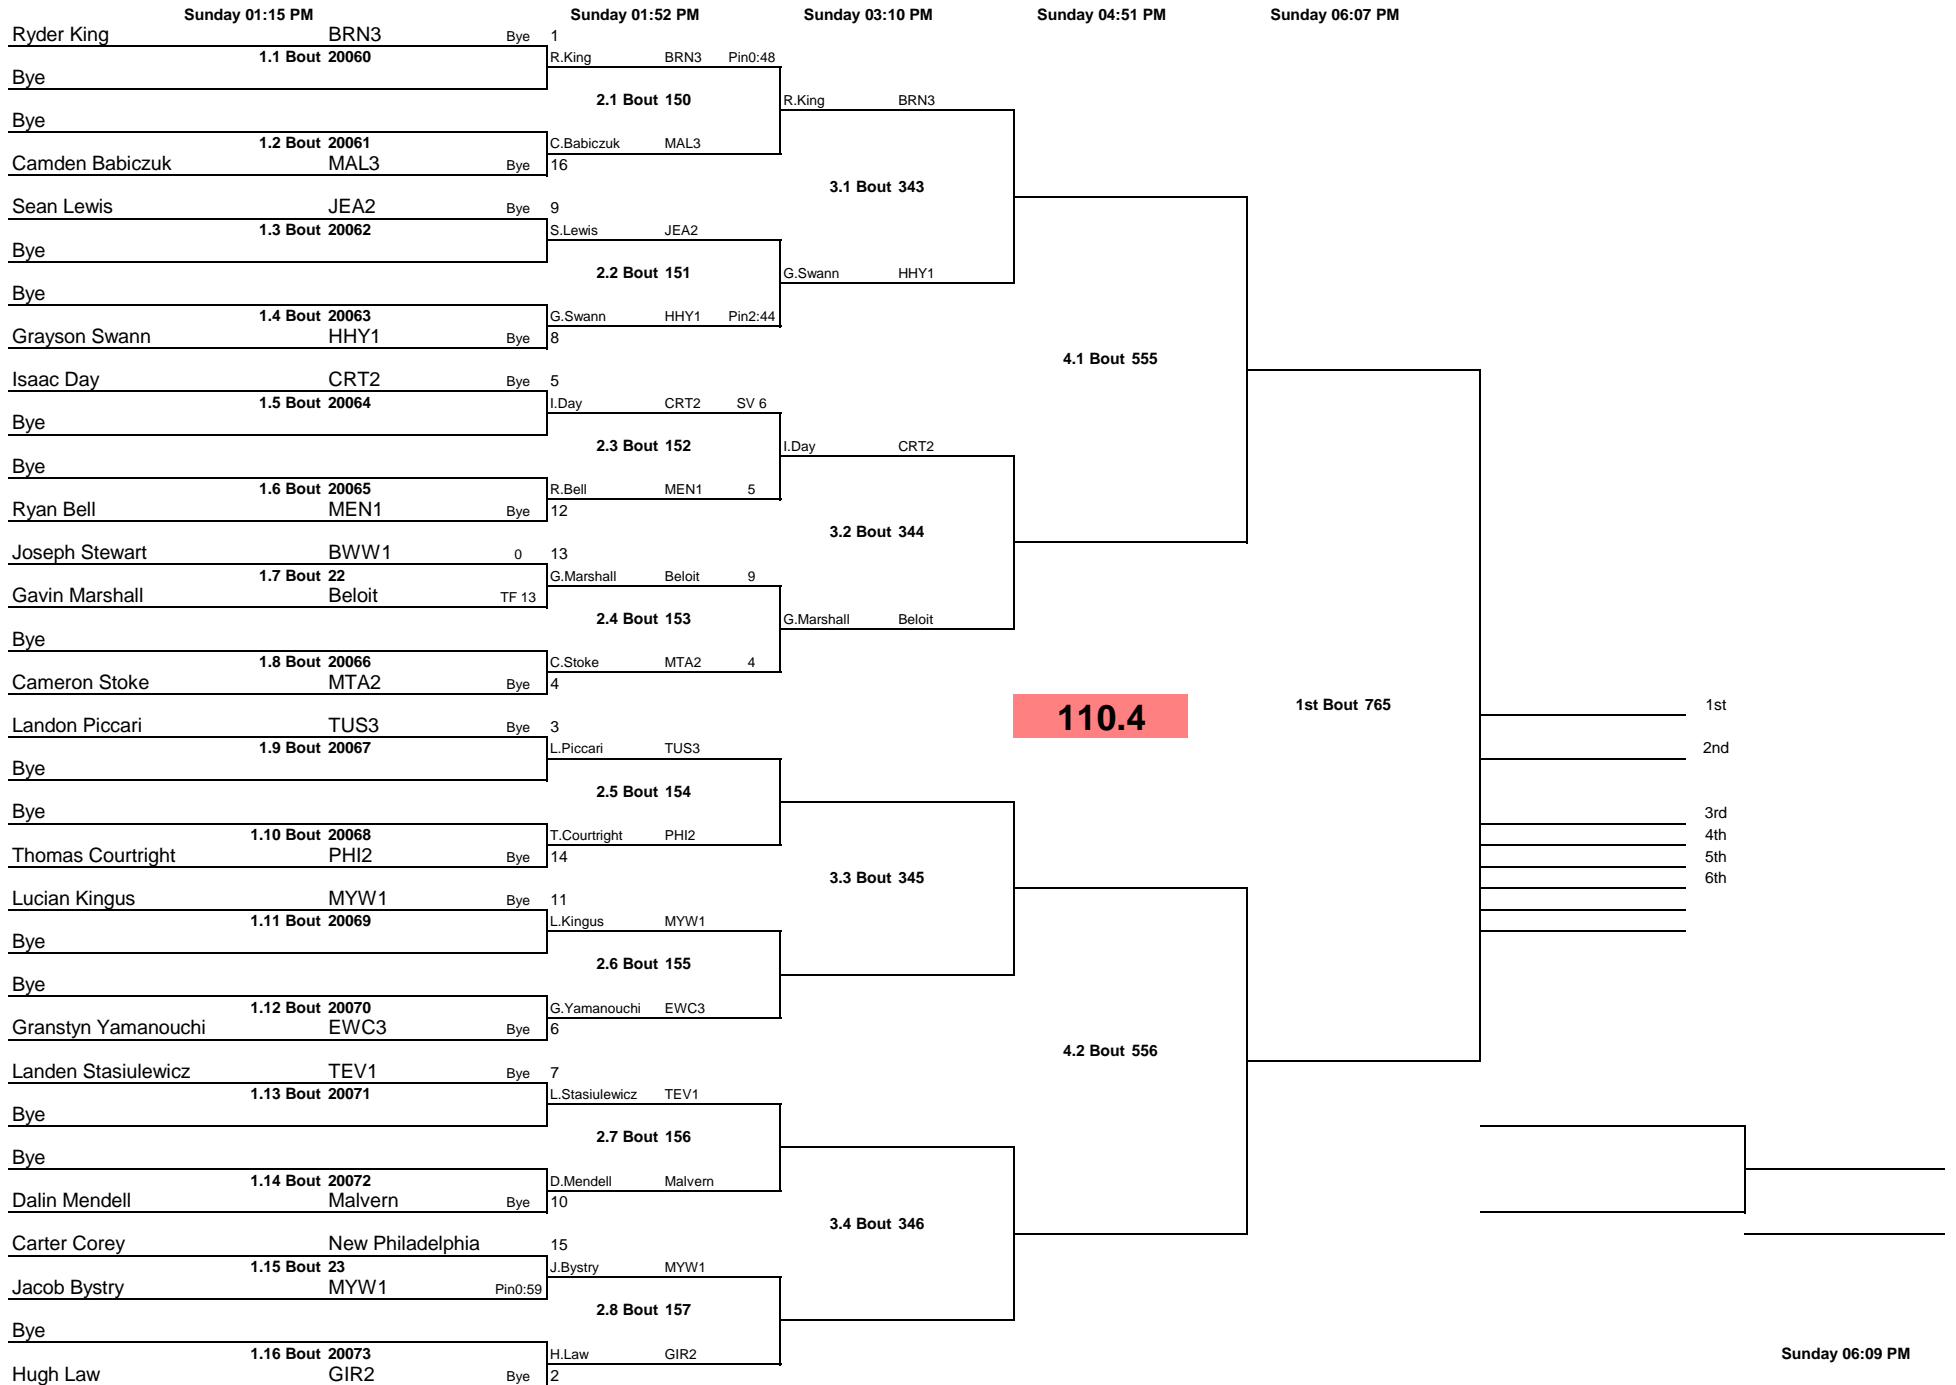 Sunday 01:15 PM Sunday 01:52 PM Sunday 03:10 PM Sunday 04:51 PM Sunday 06:07 PM
Ryder King BRN3 Bye 1
1.1 Bout 20060 R.King BRN3 Pin0:48
Bye
2.1 Bout 150 R.King BRN3
Bye
1.2 Bout 20061 C.Babiczuk MAL3
Camden Babiczuk MAL3 Bye 16
3.1 Bout 343
Sean Lewis JEA2 Bye 9
1.3 Bout 20062 S.Lewis JEA2
Bye
2.2 Bout 151 G.Swann HHY1
Bye
1.4 Bout 20063 G.Swann HHY1 Pin2:44
Grayson Swann HHY1 Bye 8
4.1 Bout 555
Isaac Day CRT2 Bye 5
1.5 Bout 20064 I.Day CRT2 SV 6
Bye
2.3 Bout 152 I.Day CRT2
Bye
1.6 Bout 20065 R.Bell MEN1 5
Ryan Bell MEN1 Bye 12
3.2 Bout 344
Joseph Stewart BWW1 0 13
1.7 Bout 22 G.Marshall Beloit 9
Gavin Marshall Beloit TF 13
2.4 Bout 153 G.Marshall Beloit
Bye
1.8 Bout 20066 C.Stoke MTA2 4
Cameron Stoke MTA2 Bye 4
110.4 1st Bout 765 1st
Landon Piccari TUS3 Bye 3
1.9 Bout 20067 L.Piccari TUS3 2nd
Bye
2.5 Bout 154
Bye 3rd
1.10 Bout 20068 T.Courtright PHI2 4th
Thomas Courtright PHI2 Bye 14 5th
3.3 Bout 345 6th
Lucian Kingus MYW1 Bye 11
1.11 Bout 20069 L.Kingus MYW1
Bye
2.6 Bout 155
Bye
1.12 Bout 20070 G.Yamanouchi EWC3
Granstyn Yamanouchi EWC3 Bye 6
4.2 Bout 556
Landen Stasiulewicz TEV1 Bye 7
1.13 Bout 20071 L.Stasiulewicz TEV1
Bye
2.7 Bout 156
Bye
1.14 Bout 20072 D.Mendell Malvern
Dalin Mendell Malvern Bye 10
3.4 Bout 346
Carter Corey New Philadelphia 15
1.15 Bout 23 J.Bystry MYW1
Jacob Bystry MYW1 Pin0:59
2.8 Bout 157
Bye
1.16 Bout 20073 H.Law GIR2 Sunday 06:09 PM
Hugh Law GIR2 Bye 2